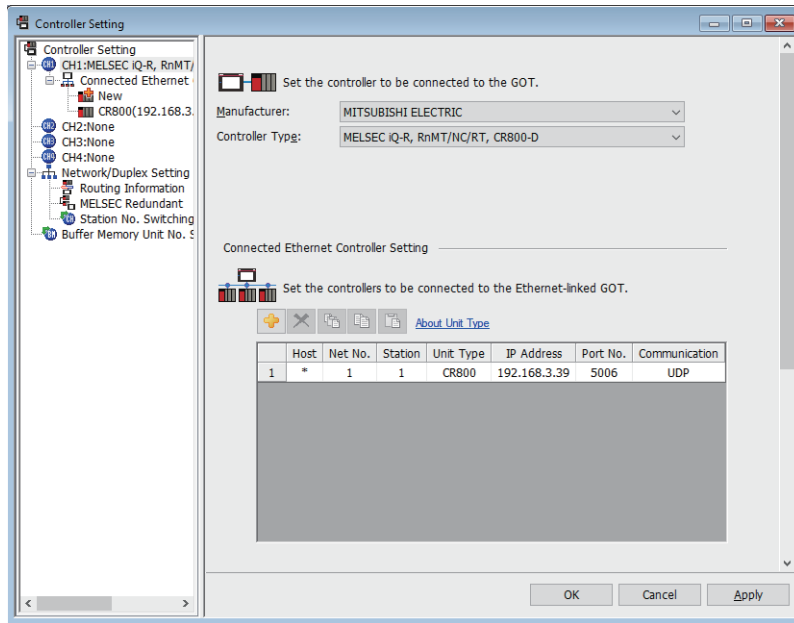 Controller Setting
Controller Setting
CH1:MELSEC iQ-R, RnMT/
Connected Ethernet
New
CR800(192.168.3.
CH2:None
CH3:None
CH4:None
Network/Duplex Setting
Routing Information
MELSEC Redundant
Station No. Switching
Buffer Memory Unit No. S
Set the controller to be connected to the GOT.
Manufacturer: MITSUBISHI ELECTRIC
Controller Type: MELSEC iQ-R, RnMT/NC/RT, CR800-D
Connected Ethernet Controller Setting
Set the controllers to be connected to the Ethernet-linked GOT.
About Unit Type
Host Net No. Station Unit Type IP Address Port No. Communication
1 * 1 1 CR800 192.168.3.39 5006 UDP
OK Cancel Apply